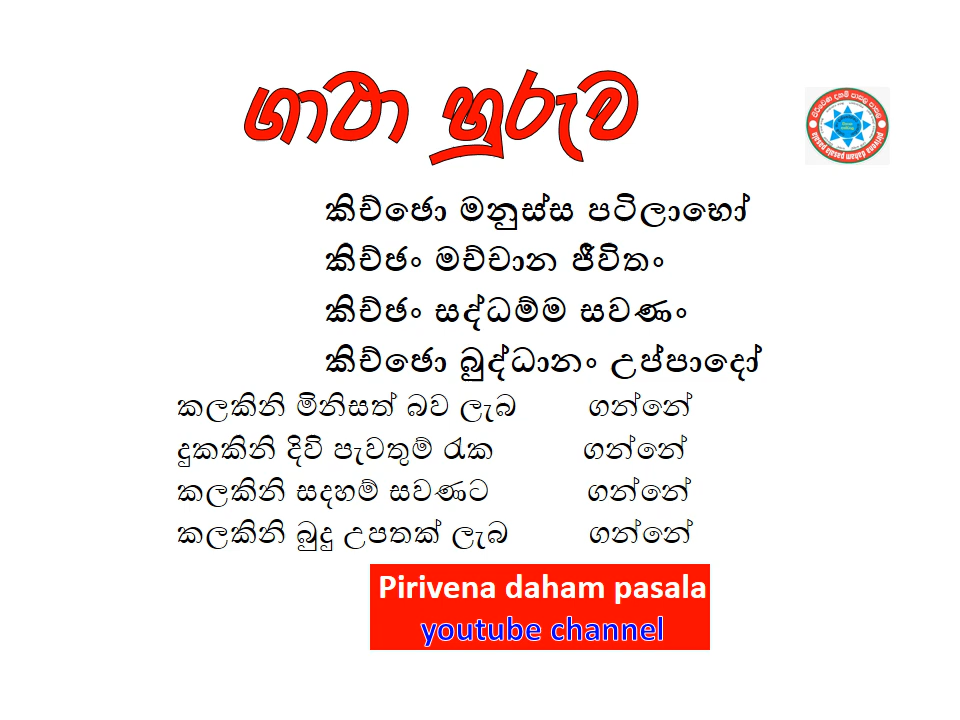 ගාථා හුරුව
කිච්ඡො මනුස්ස පටිලාභෝ
කිච්ඡං මච්චාන ජීවිතං
කිච්ඡං සද්ධම්ම සවණං
කිච්ඡො බුද්ධානං උප්පාදෝ
කලකිනි මිනිසත් බව ලැබ ගන්නේ
දුකකිනි දිවි පැවතුම් රැක ගන්නේ
කලකිනි සදහම් සවණට ගන්නේ
කලකිනි බුදු උපතක් ලැබ ගන්නේ
Pirivena daham pasala
youtube channel